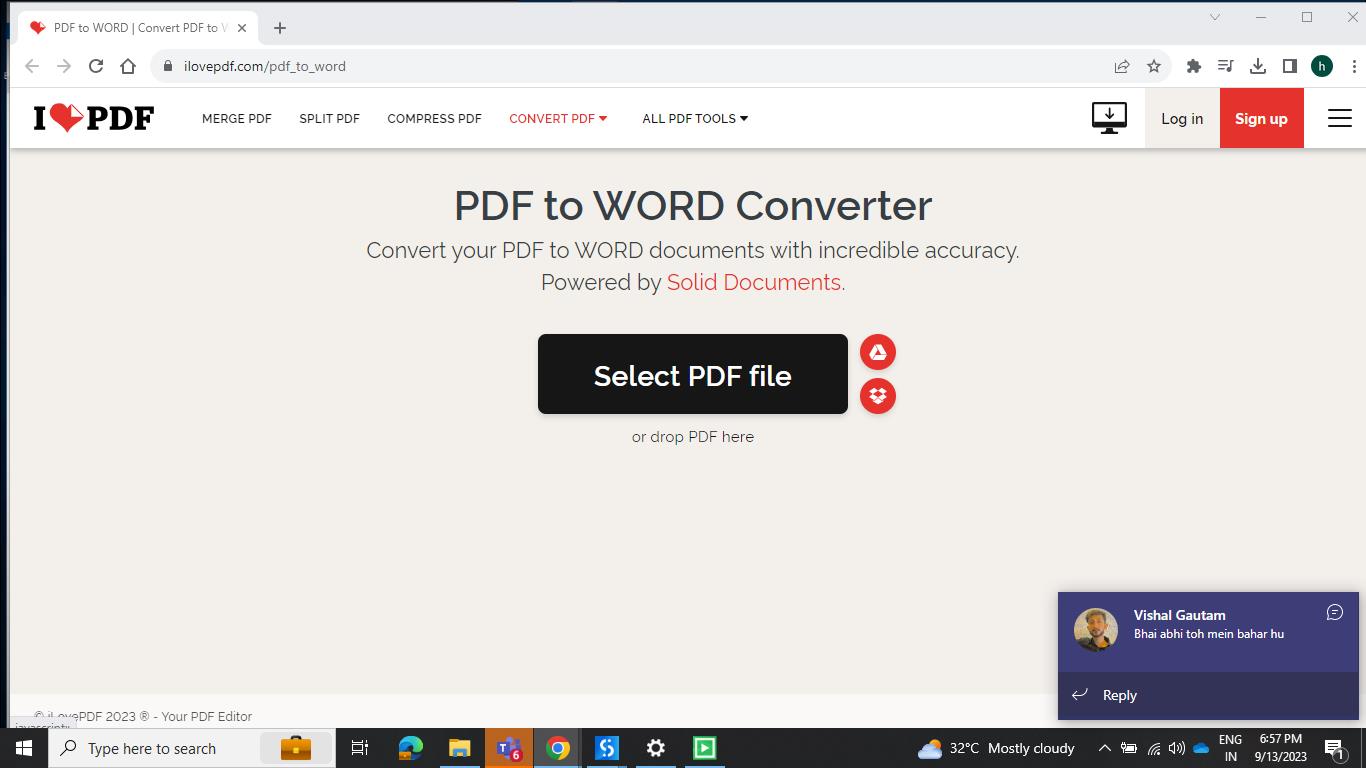 PDF to WORD | Convert PDF to W
ilovepdf.com/pdf_to_word
h
I PDF
MERGE PDF
SPLIT PDF
COMPRESS PDF
CONVERT PDF
ALL PDF TOOLS
Log in
Sign up
PDF to WORD Converter
Convert your PDF to WORD documents with incredible accuracy.
Powered by Solid Documents.
Select PDF file
or drop PDF here
Vishal Gautam
Bhai abhi toh mein bahar hu
Reply
© iLovePDF 2023 ® - Your PDF Editor
Type here to search
6
32°C Mostly cloudy
ENG
IN
6:57 PM
9/13/2023
1